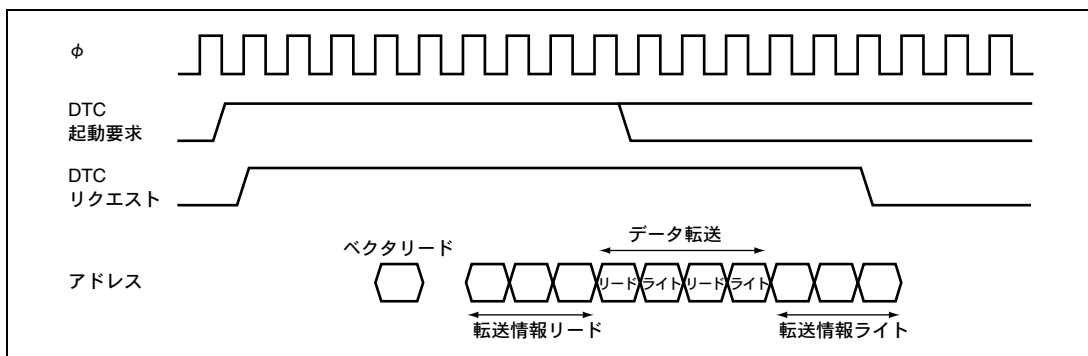 φ
DTC
起動要求
DTC
リクエスト
データ転送
ベクタリード
アドレス
リード ライト リード ライト
転送情報リード
転送情報ライト